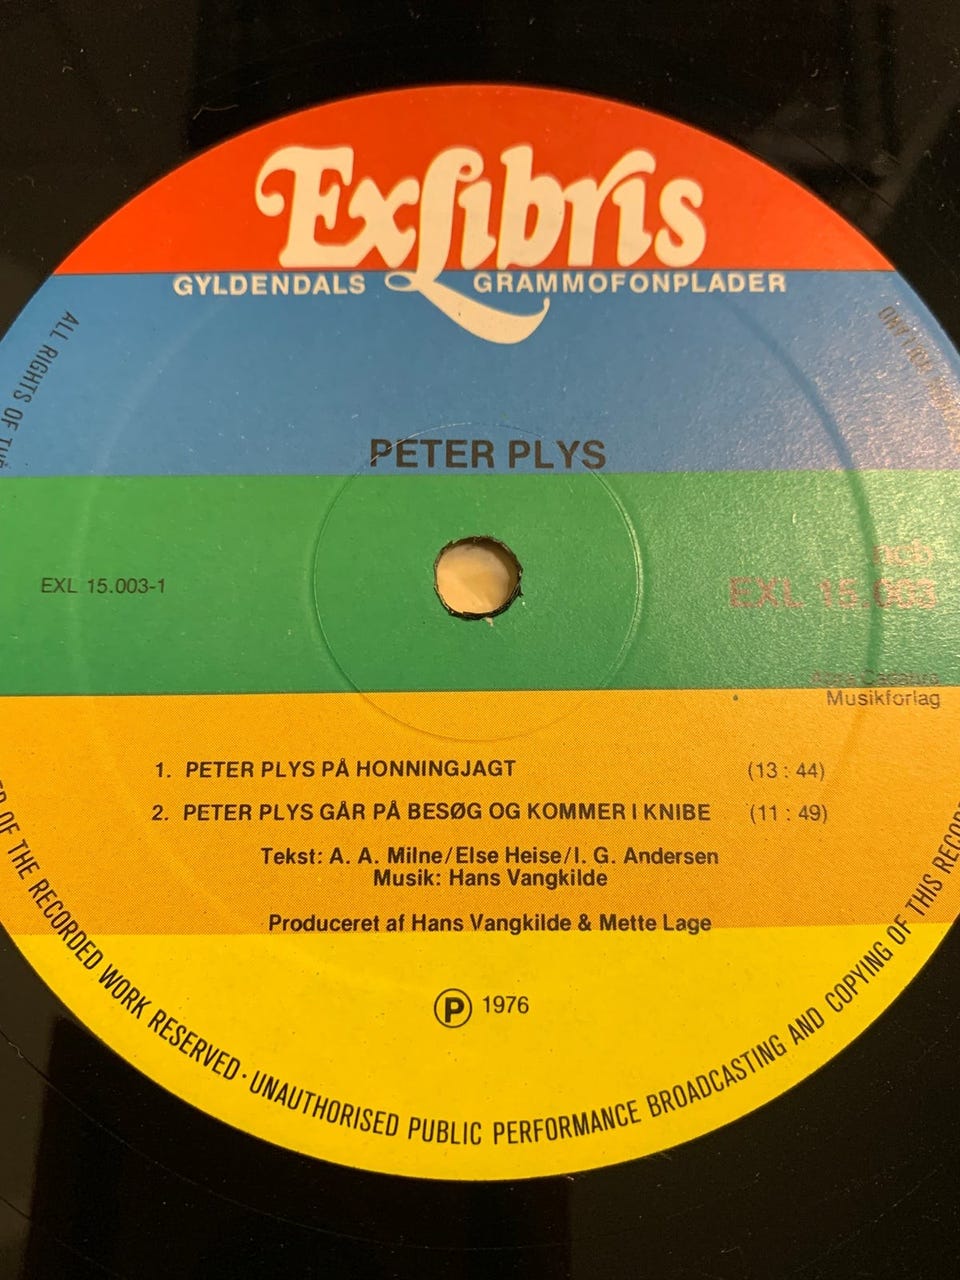 ExLibris
GYLDENDALS GRAMMOFONPLADER
PETER PLYS
EXL 15.003-1
ncb
EXL 15.003
Musikforlag
1. PETER PLYS PÅ HONNINGJAGT (13 : 44)
2. PETER PLYS GÅR PÅ BESØG OG KOMMER I KNIBE (11 : 49)
Tekst: A. A. Milne/Else Heise/I. G. Andersen
Musik: Hans Vangkilde
Produceret af Hans Vangkilde & Mette Lage
Ⓟ 1976
ALL RIGHTS OF THE
OF THE RECORDED WORK RESERVED · UNAUTHORISED PUBLIC PERFORMANCE BROADCASTING AND COPYING OF THIS RECORD